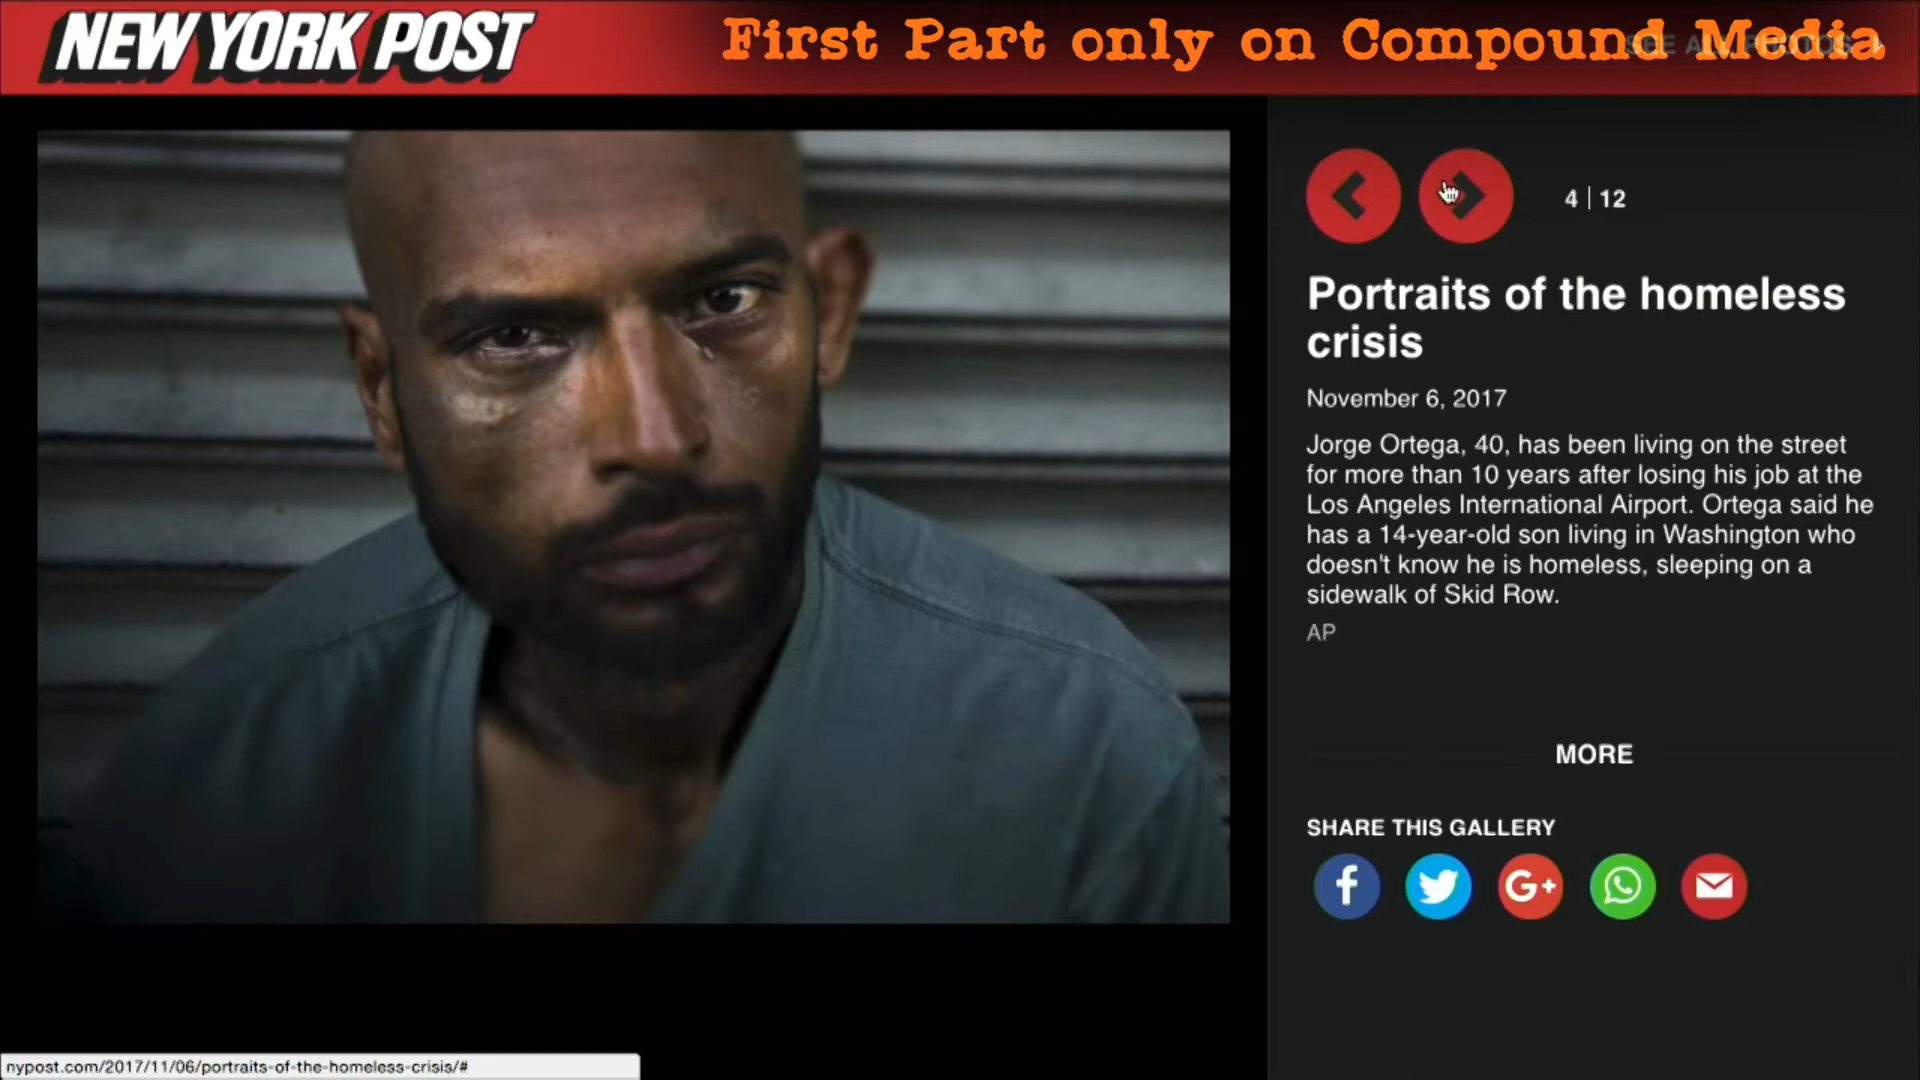 NEW YORK POST
First Part only on Compound Media
SEE ALL PHOTOS
4 | 12
Portraits of the homeless
crisis
November 6, 2017
Jorge Ortega, 40, has been living on the street
for more than 10 years after losing his job at the
Los Angeles International Airport. Ortega said he
has a 14-year-old son living in Washington who
doesn't know he is homeless, sleeping on a
sidewalk of Skid Row.
AP
MORE
SHARE THIS GALLERY
f
G+
nypost.com/2017/11/06/portraits-of-the-homeless-crisis/#